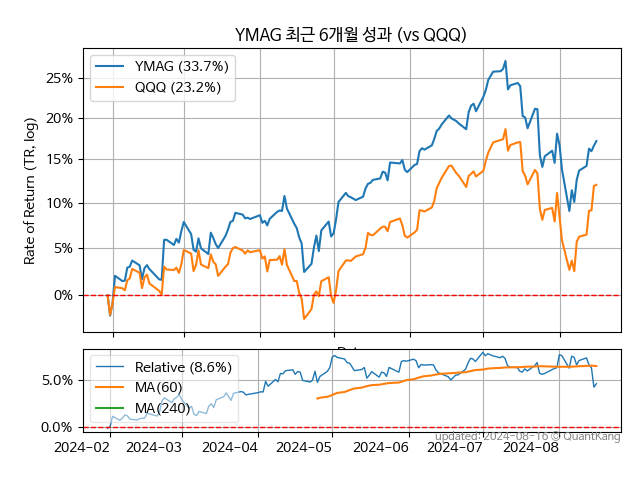 YMAG 최근 6개월 성과 (vs QQQ)
YMAG (33.7%)
QQQ (23.2%)
Rate of Return (TR, log)
25%
20%
15%
10%
5%
0%
Relative (8.6%)
MA(60)
MA(240)
5.0%
0.0%
2024-02
2024-03
2024-04
2024-05
2024-06
2024-07
2024-08
updated: 2024-08-16 © QuantKang